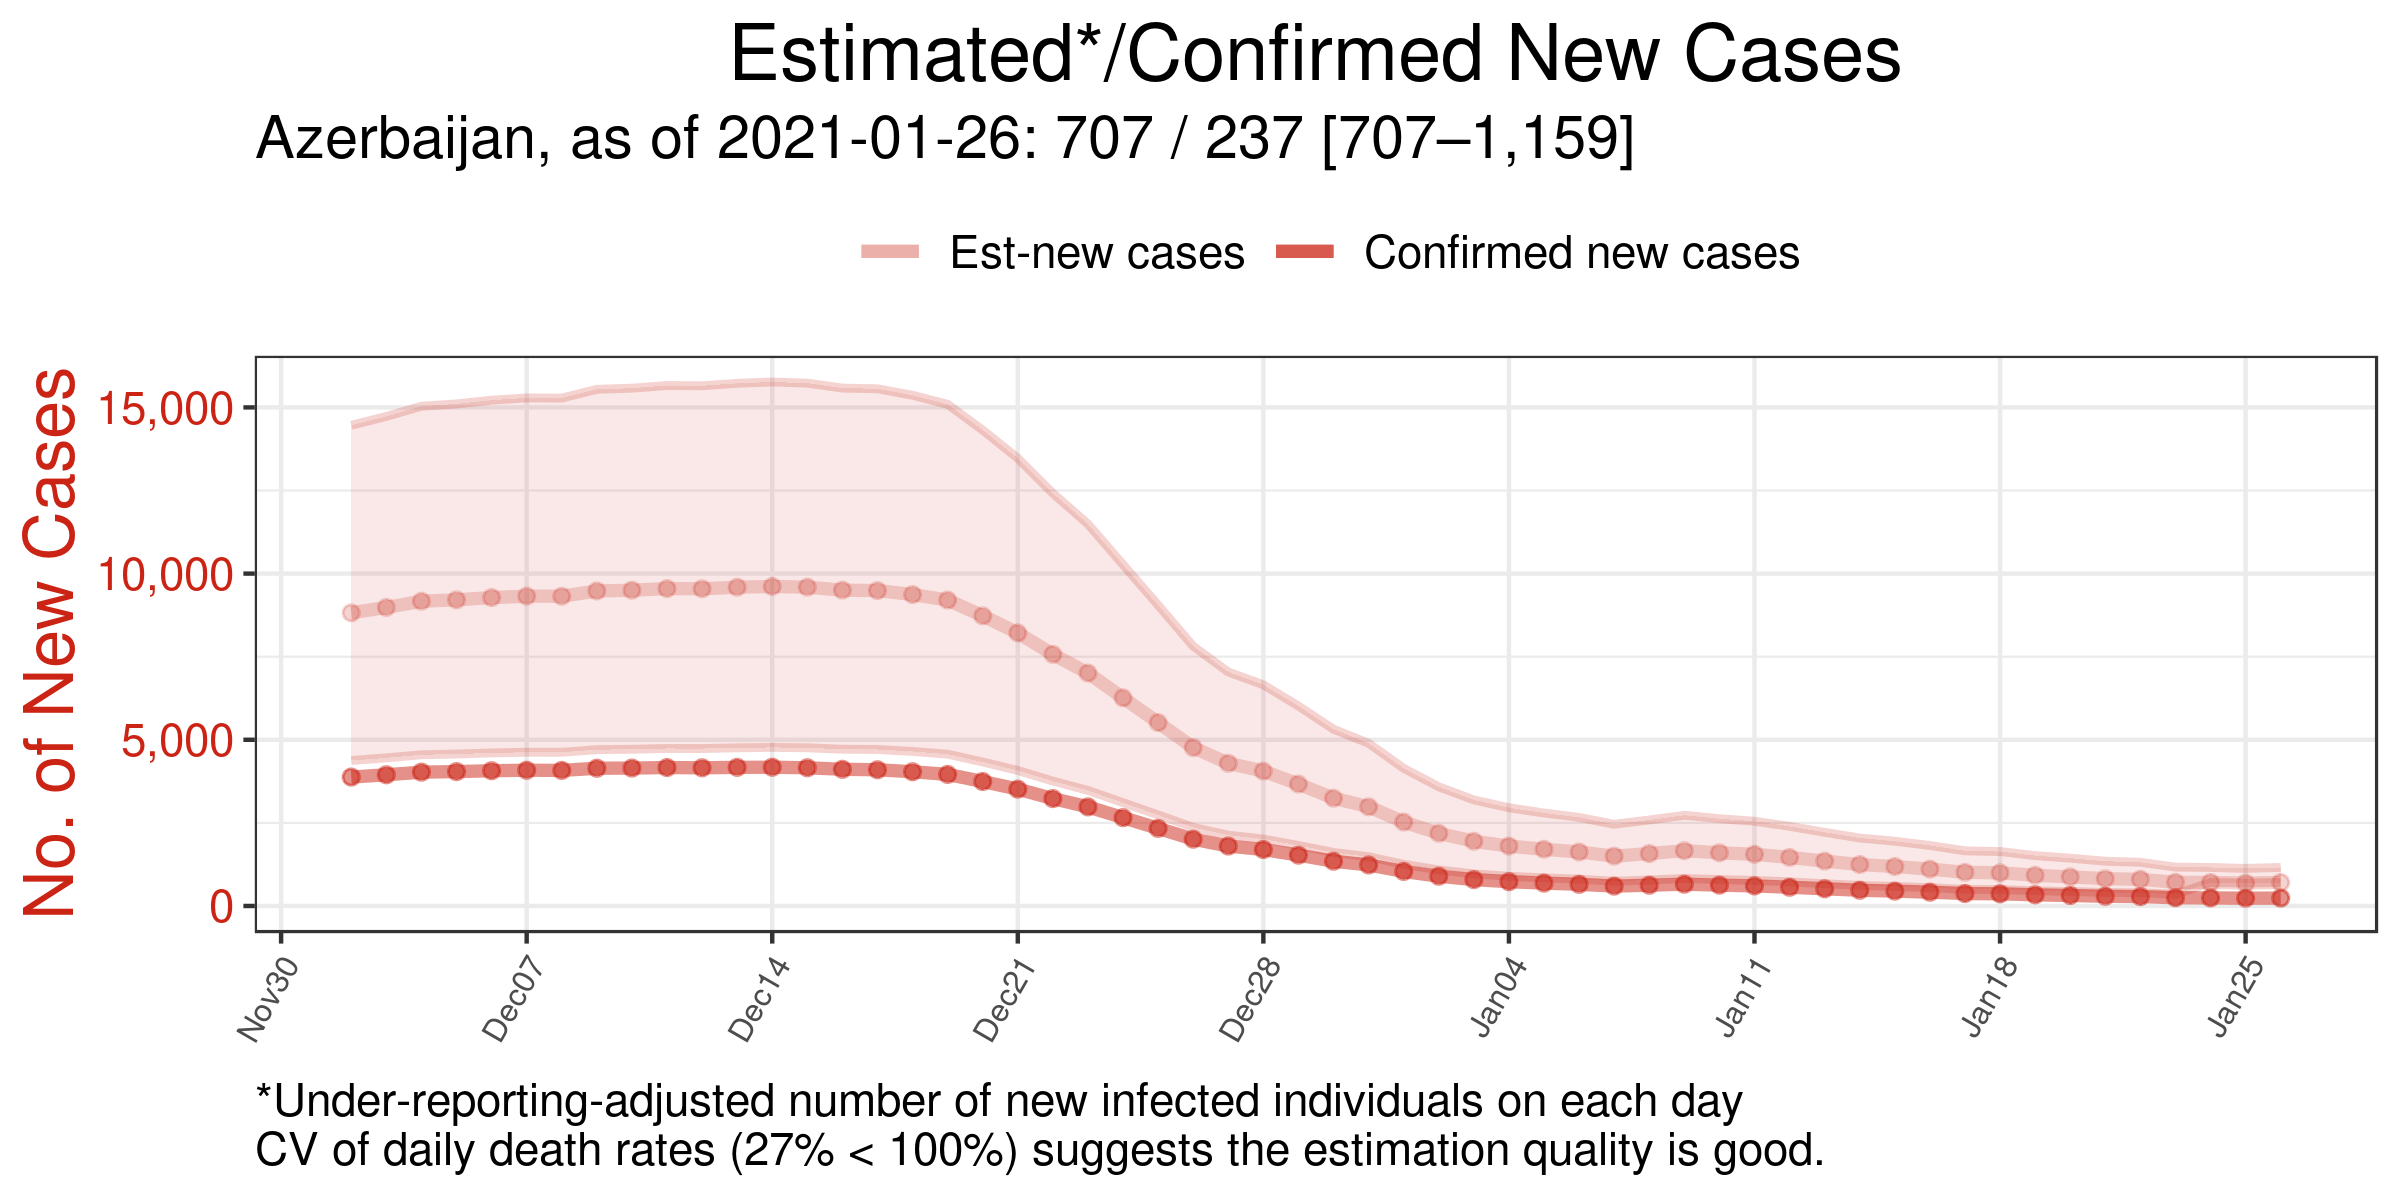 Estimated*/Confirmed New Cases
Azerbaijan, as of 2021-01-26: 707 / 237 [707–1,159]
Est-new cases Confirmed new cases
No. of New Cases
15,000
10,000
5,000
0
Nov30 Dec07 Dec14 Dec21 Dec28 Jan04 Jan11 Jan18 Jan25
*Under-reporting-adjusted number of new infected individuals on each day
CV of daily death rates (27% < 100%) suggests the estimation quality is good.